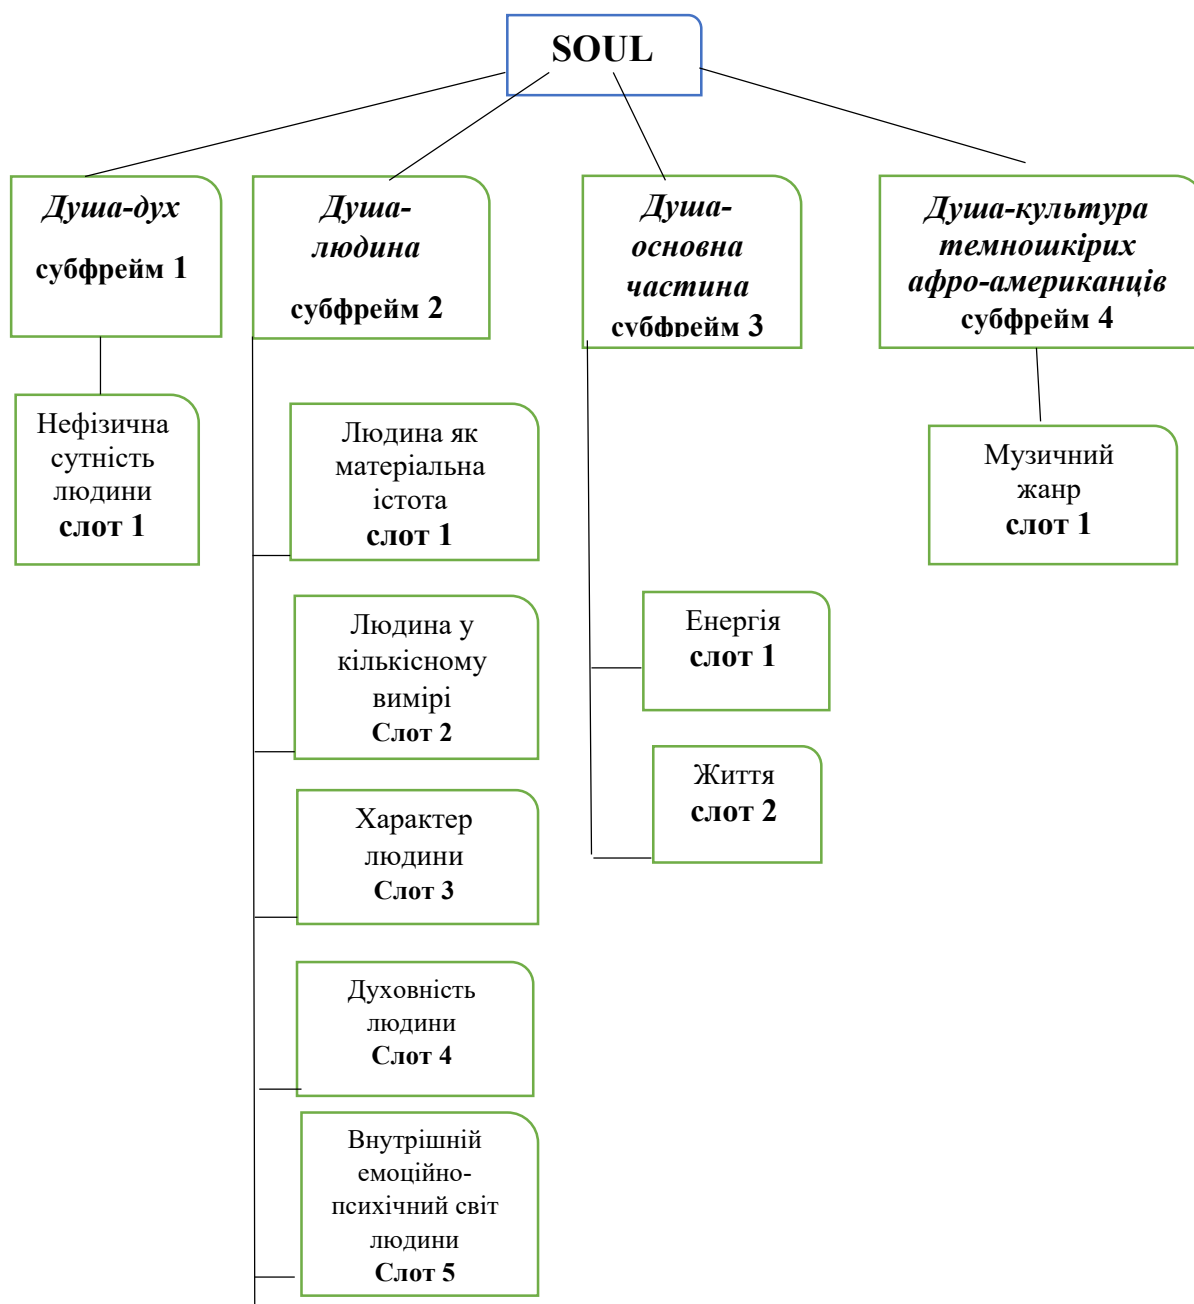 SOUL
Душа-дух
субфрейм 1
Душа-
людина
субфрейм 2
Душа-
основна
частина
субфрейм 3
Душа-культура
темношкірих
афро-американців
субфрейм 4
Нефізична
сутність
людини
слот 1
Людина як
матеріальна
істота
слот 1
Людина у
кількісному
вимірі
Слот 2
Характер
людини
Слот 3
Духовність
людини
Слот 4
Внутрішній
емоційно-
психічний світ
людини
Слот 5
Енергія
слот 1
Життя
слот 2
Музичний
жанр
слот 1